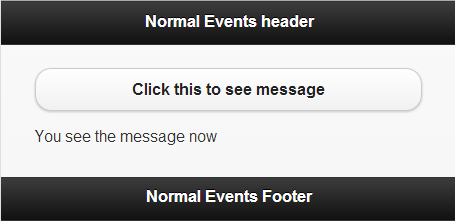 Normal Events header
Click this to see message
You see the message now
Normal Events Footer